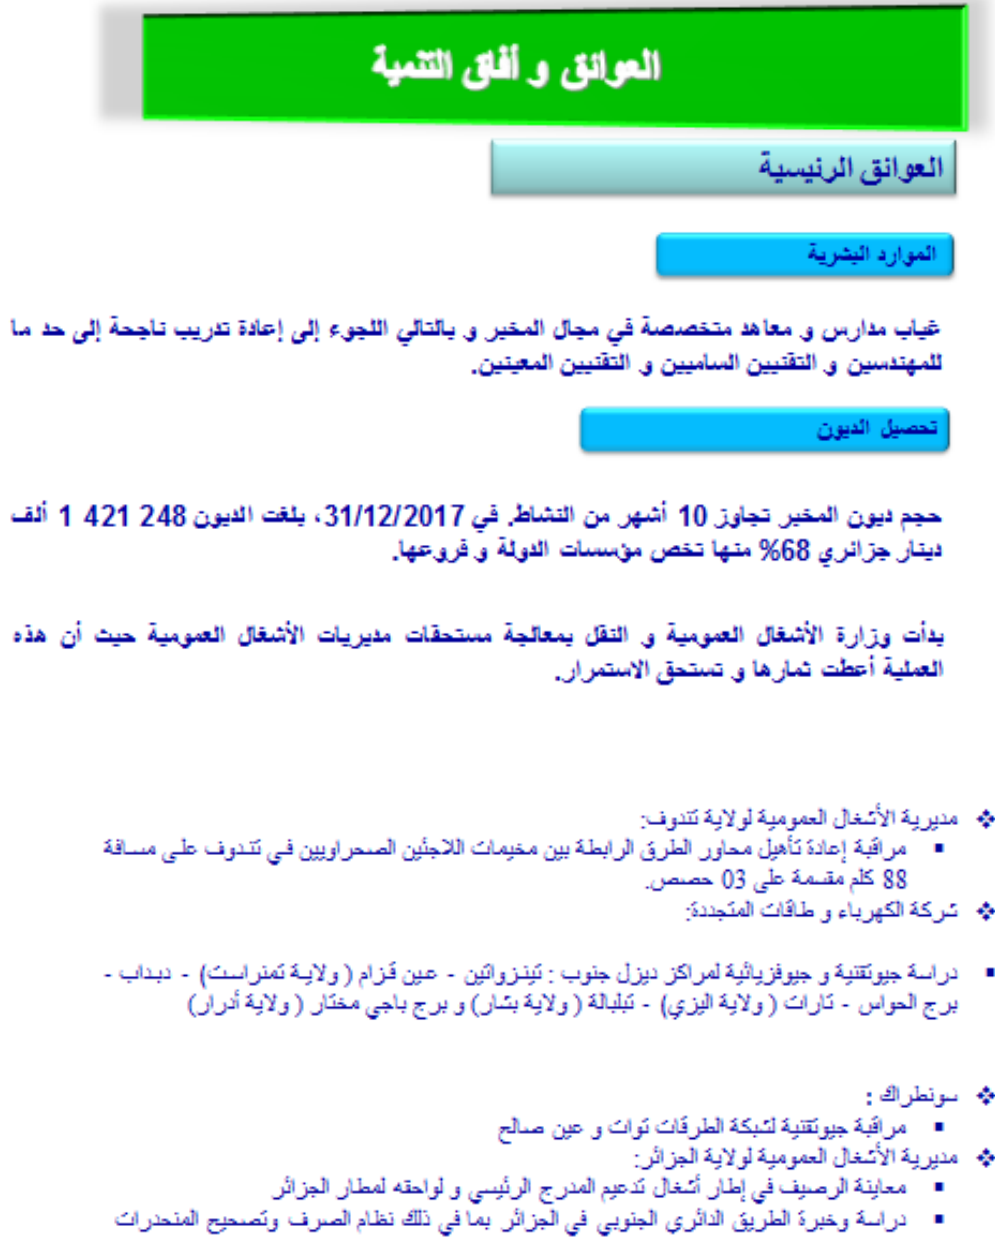 العوائق و أفاق التنمية
العوائق الرئيسية
الموارد البشرية
غياب مدارس و معاهد متخصصة في مجال المخبر و بالتالي اللجوء إلى إعادة تدريب ناجحة إلى حد ما
للمهندسين و التقنيين الساميين و التقنيين المعينين.
تحصيل الديون
حجم ديون المخبر تجاوز 10 أشهر من النشاط. في 31/12/2017، بلغت الديون 248 421 1 ألف
دينار جزائري 68% منها تخص مؤسسات الدولة و فروعها.
بدأت وزارة الأشغال العمومية و النقل بمعالجة مستحقات مديريات الأشغال العمومية حيث أن هذه
العملية أعطت ثمارها و تستحق الاستمرار.
❖ مديرية الأشغال العمومية لولاية تندوف:
▪ مراقبة إعادة تأهيل محاور الطرق الرابطة بين مخيمات اللاجئين الصحراويين في تندوف على مسافة
88 كلم مقسمة على 03 حصص.
❖ شركة الكهرباء و طاقات المتجددة:
▪ دراسة جيوتقنية و جيوفزيائية لمراكز ديزل جنوب : تينزواتين - عين قزام ( ولاية تمنراست) - دبداب -
برج الحواس - تارات ( ولاية اليزي) - تبلبالة ( ولاية بشار) و برج باجي مختار ( ولاية أدرار)
❖ سونطراك :
▪ مراقبة جيوتقنية لشبكة الطرقات توات و عين صالح
❖ مديرية الأشغال العمومية لولاية الجزائر:
▪ معاينة الرصيف في إطار أشغال تدعيم المدرج الرئيسي و لواحقه لمطار الجزائر
▪ دراسة وخبرة الطريق الدائري الجنوبي في الجزائر بما في ذلك نظام الصرف وتصحيح المنحدرات